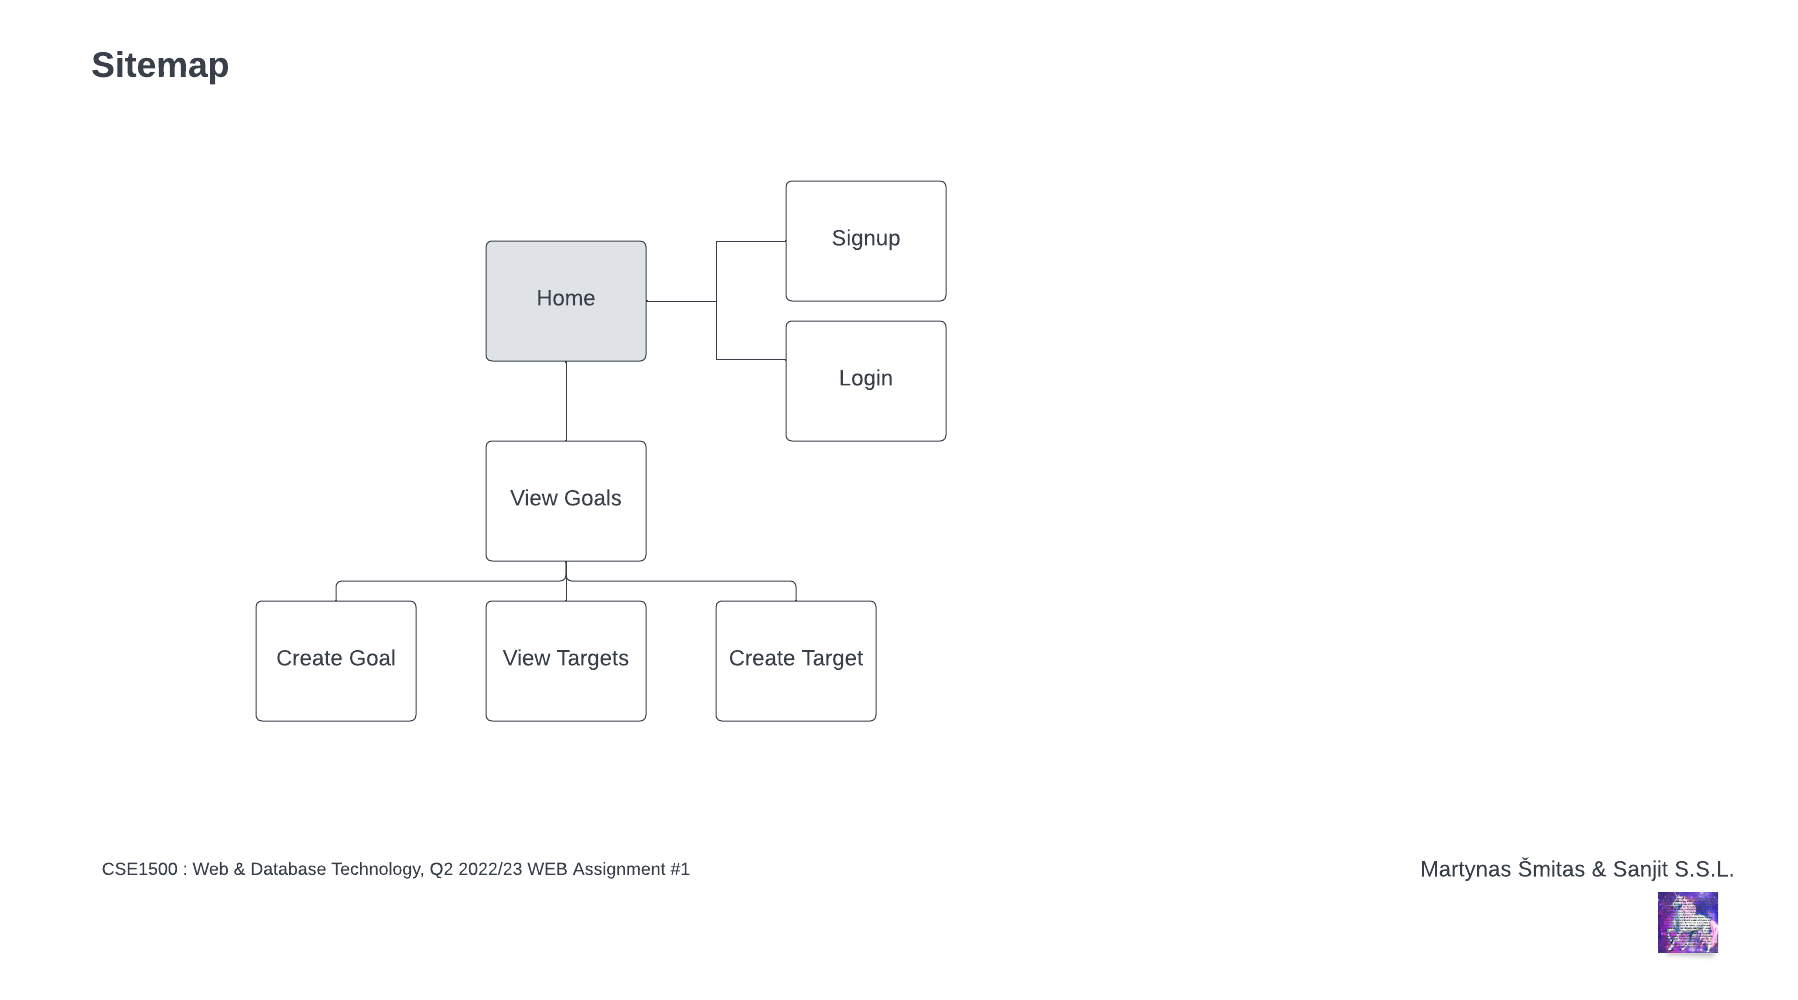 Sitemap
Signup
Home
Login
View Goals
Create Goal
View Targets
Create Target
CSE1500 : Web & Database Technology, Q2 2022/23 WEB Assignment #1
Martynas Šmitas & Sanjit S.S.L.